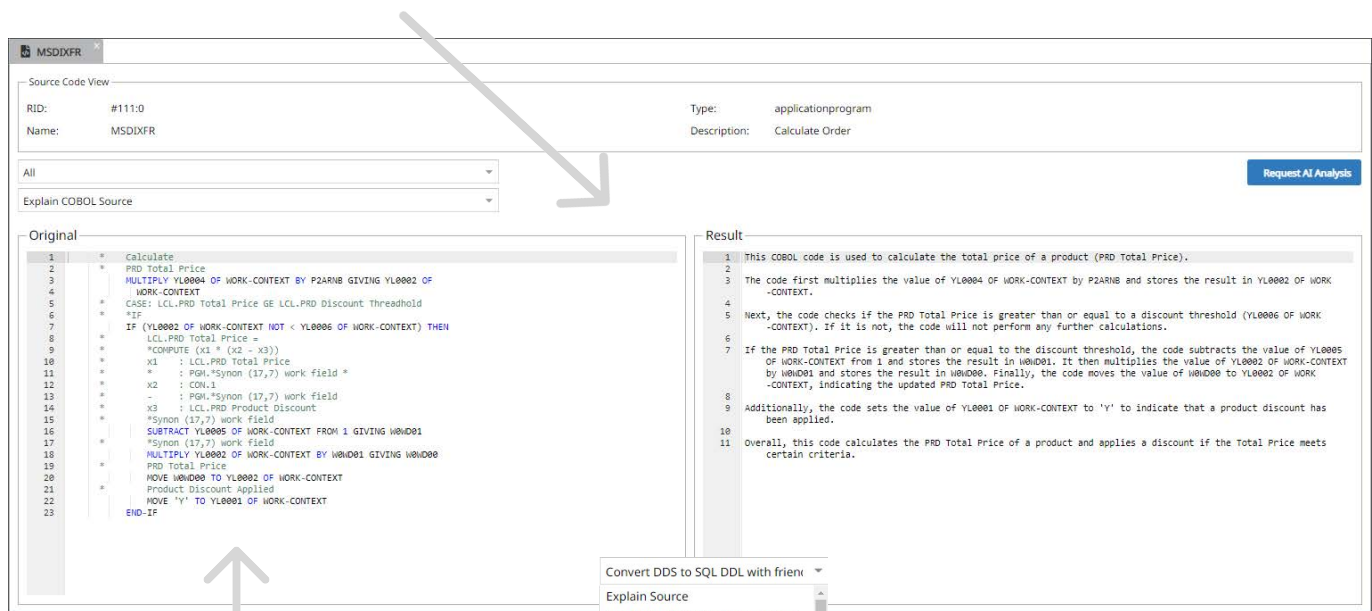 MSDIXFR ×
Source Code View
RID: #111:0 Type: applicationprogram
Name: MSDIXFR Description: Calculate Order
All
Request AI Analysis
Explain COBOL Source
Original
1 * Calculate
2 * PRD Total Price
3 MULTIPLY YL0004 OF WORK-CONTEXT BY P2ARNB GIVING YL0002 OF
4 WORK-CONTEXT
5 * CASE: LCL.PRD Total Price GE LCL.PRD Discount Threadhold
6 * *IF
7 IF (YL0002 OF WORK-CONTEXT NOT < YL0006 OF WORK-CONTEXT) THEN
8 * LCL.PRD Total Price =
9 * *COMPUTE (x1 * (x2 - x3))
10 * x1 : LCL.PRD Total Price
11 * * : PGM.*Synon (17,7) work field *
12 * x2 : CON.1
13 * - : PGM.*Synon (17,7) work field
14 * x3 : LCL.PRD Product Discount
15 * *Synon (17,7) work field
16 SUBTRACT YL0005 OF WORK-CONTEXT FROM 1 GIVING W0WD01
17 * *Synon (17,7) work field
18 MULTIPLY YL0002 OF WORK-CONTEXT BY W0WD01 GIVING W0WD00
19 * PRD Total Price
20 MOVE W0WD00 TO YL0002 OF WORK-CONTEXT
21 * Product Discount Applied
22 MOVE 'Y' TO YL0001 OF WORK-CONTEXT
23 END-IF
Result
1 This COBOL code is used to calculate the total price of a product (PRD Total Price).
2
3 The code first multiplies the value of YL0004 OF WORK-CONTEXT by P2ARNB and stores the result in YL0002 OF WORK
-CONTEXT.
4
5 Next, the code checks if the PRD Total Price is greater than or equal to a discount threshold (YL0006 OF WORK
-CONTEXT). If it is not, the code will not perform any further calculations.
6
7 If the PRD Total Price is greater than or equal to the discount threshold, the code subtracts the value of YL0005
OF WORK-CONTEXT from 1 and stores the result in W0WD01. It then multiplies the value of YL0002 OF WORK-CONTEXT
by W0WD01 and stores the result in W0WD00. Finally, the code moves the value of W0WD00 to YL0002 OF WORK
-CONTEXT, indicating the updated PRD Total Price.
8
9 Additionally, the code sets the value of YL0001 OF WORK-CONTEXT to 'Y' to indicate that a product discount has
been applied.
10
11 Overall, this code calculates the PRD Total Price of a product and applies a discount if the Total Price meets
certain criteria.
Convert DDS to SQL DDL with frien
Explain Source